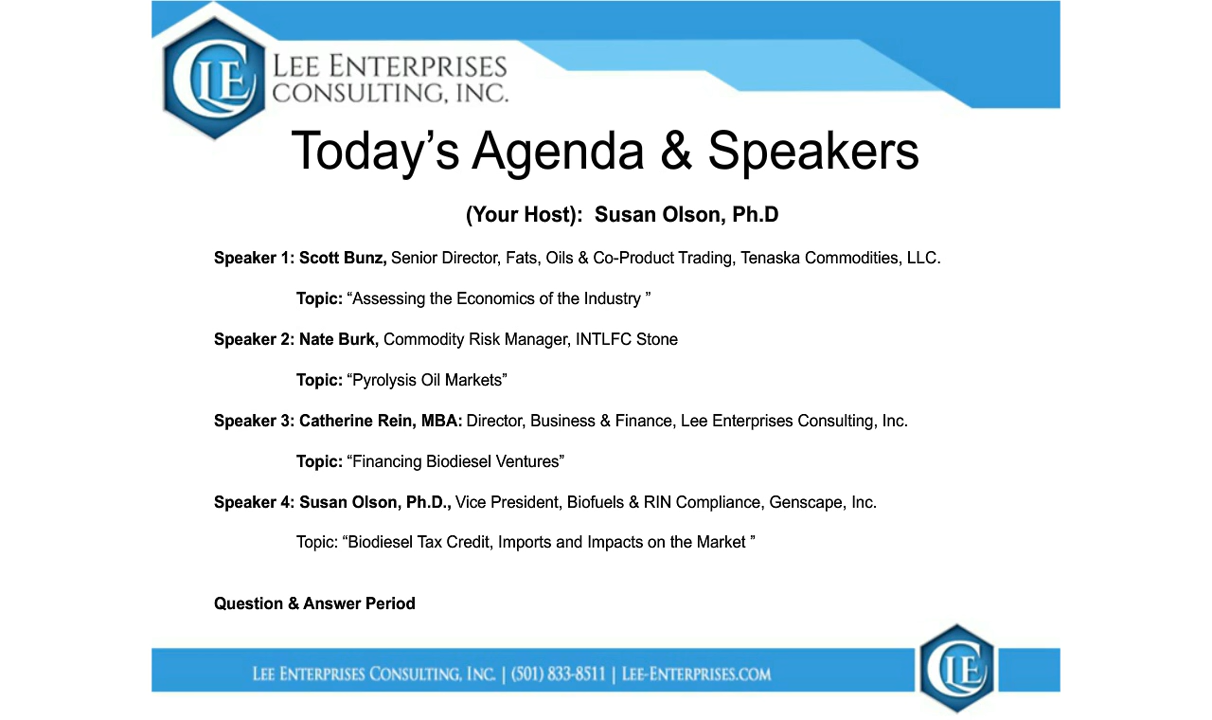 CLE
LEE ENTERPRISES
CONSULTING, INC.
Today’s Agenda & Speakers
(Your Host): Susan Olson, Ph.D
Speaker 1: Scott Bunz, Senior Director, Fats, Oils & Co-Product Trading, Tenaska Commodities, LLC.
Topic: “Assessing the Economics of the Industry ”
Speaker 2: Nate Burk, Commodity Risk Manager, INTLFC Stone
Topic: “Pyrolysis Oil Markets”
Speaker 3: Catherine Rein, MBA: Director, Business & Finance, Lee Enterprises Consulting, Inc.
Topic: “Financing Biodiesel Ventures”
Speaker 4: Susan Olson, Ph.D., Vice President, Biofuels & RIN Compliance, Genscape, Inc.
Topic: “Biodiesel Tax Credit, Imports and Impacts on the Market ”
Question & Answer Period
LEE ENTERPRISES CONSULTING, INC. | (501) 833-8511 | LEE-ENTERPRISES.COM
CLE